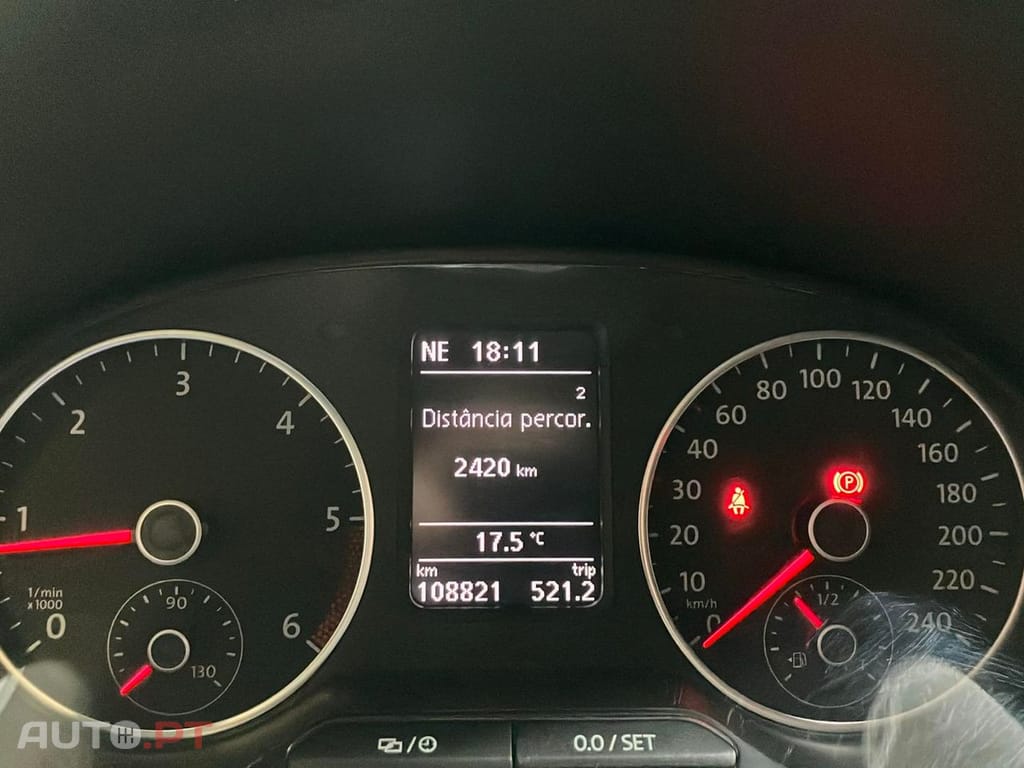 NE 18:11
2
Distância percor.
2420 km
17.5 °C
km trip
108821 521.2
0 1 2 3 4 5 6
1/min
x1000
90
130
0 10 20 30 40 60 80 100 120 140 160 180 200 220 240
km/h
(P)
1/2
0.0 / SET
AUTO.PT